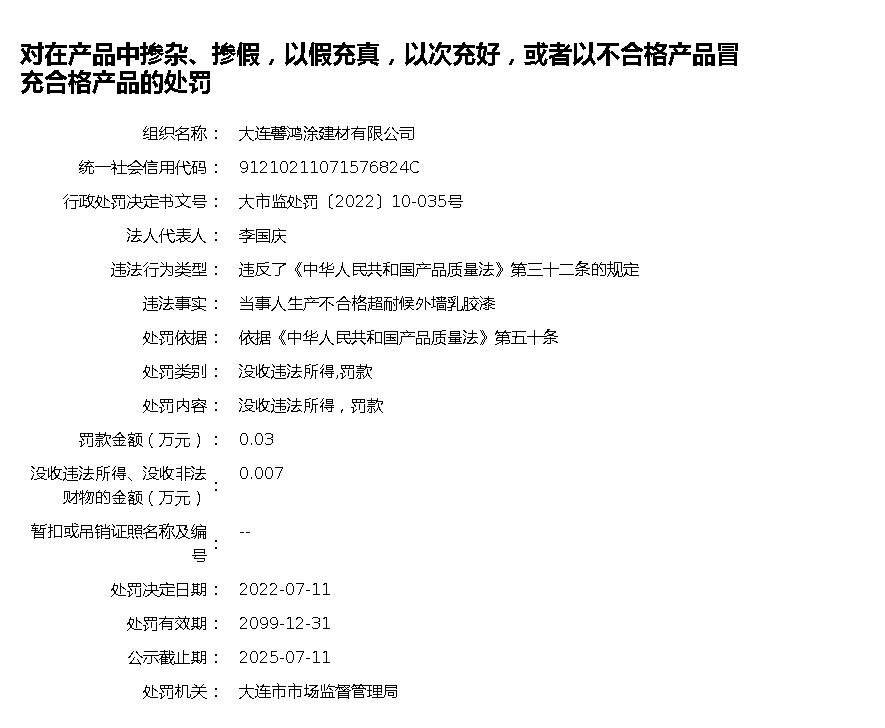 对在产品中掺杂、掺假，以假充真，以次充好，或者以不合格产品冒
充合格产品的处罚
组织名称： 大连馨鸿涂建材有限公司
统一社会信用代码： 91210211071576824C
行政处罚决定书文号： 大市监处罚〔2022〕10-035号
法人代表人： 李国庆
违法行为类型： 违反了《中华人民共和国产品质量法》第三十二条的规定
违法事实： 当事人生产不合格超耐候外墙乳胶漆
处罚依据： 依据《中华人民共和国产品质量法》第五十条
处罚类别： 没收违法所得,罚款
处罚内容： 没收违法所得，罚款
罚款金额（万元）： 0.03
没收违法所得、没收非法
财物的金额（万元）： 0.007
暂扣或吊销证照名称及编
号： --
处罚决定日期： 2022-07-11
处罚有效期： 2099-12-31
公示截止期： 2025-07-11
处罚机关： 大连市市场监督管理局